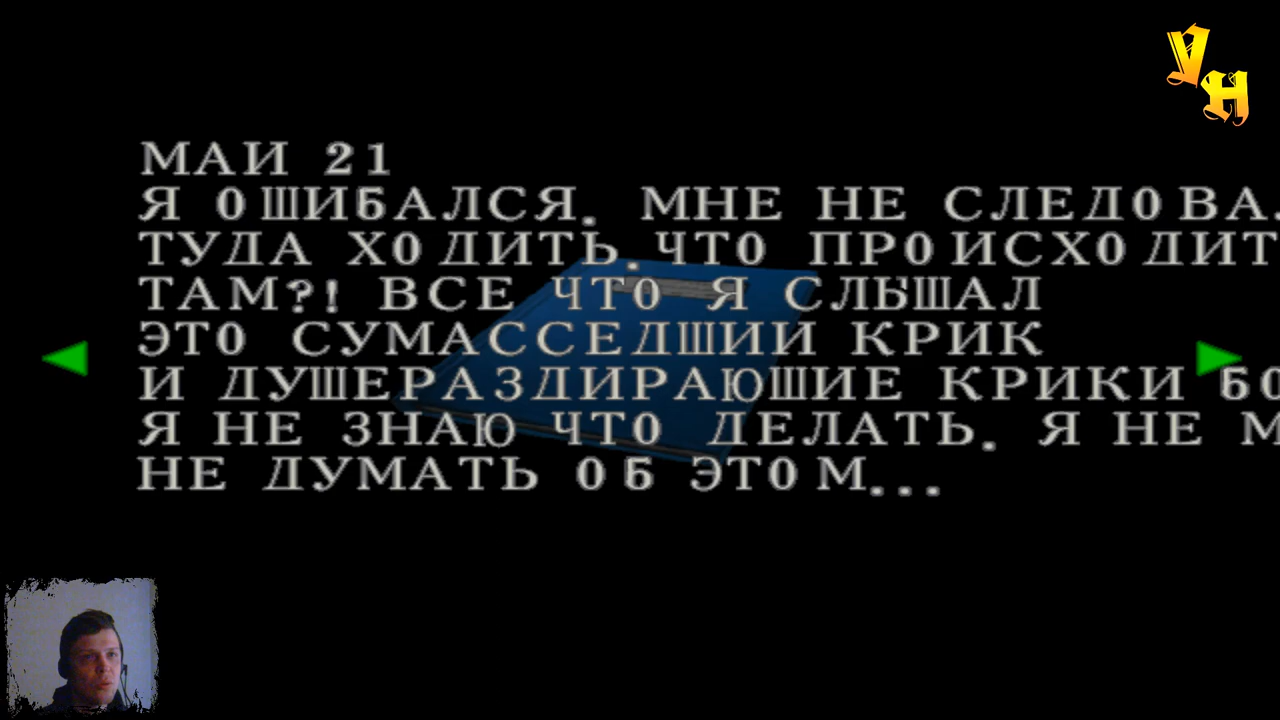 МАИ 21
Я ОШИБАЛСЯ. МНЕ НЕ
ТУДА ХОДИТЬ. ЧТО ПРОИСХОДИТ
ТАМ?! ВСЕ ЧТО Я СЛЬШАЛ
ЭТО СУМАССЕДШИИ КРИК
И ДУШЕРАЗДИРАЮШИЕ КРИКИ
Я НЕ ЗНАЮ ЧТО ДЕЛАТЬ. Я НЕ
НЕ ДУМАТЬ ОБ ЭТОМ...